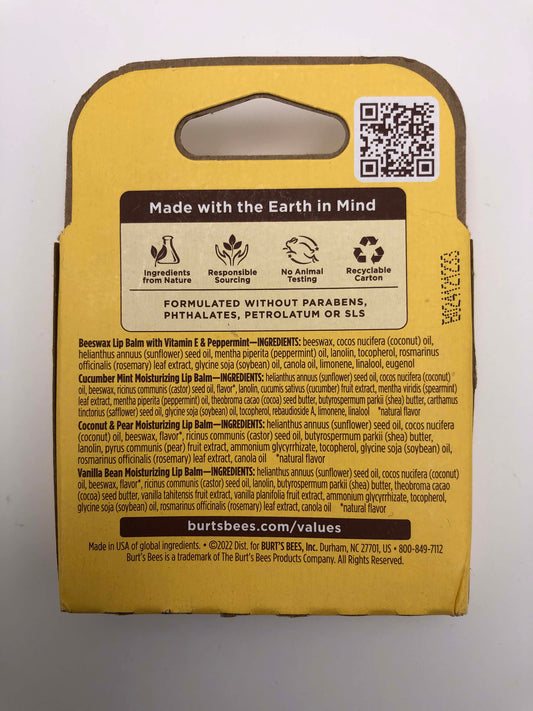 Made with the Earth in Mind
Ingredients from Nature
Responsible Sourcing
No Animal Testing
Recyclable Carton
FORMULATED WITHOUT PARABENS,
PHTHALATES, PETROLATUM OR SLS
Beeswax Lip Balm with Vitamin E & Peppermint—INGREDIENTS: beeswax, cocos nucifera (coconut) oil,
helianthus annuus (sunflower) seed oil, mentha piperita (peppermint) oil, lanolin, tocopherol, rosmarinus
officinalis (rosemary) leaf extract, glycine soja (soybean) oil, canola oil, limonene, linalool, eugenol
Cucumber Mint Moisturizing Lip Balm—INGREDIENTS: helianthus annuus (sunflower) seed oil, cocos nucifera (coconut)
oil, beeswax, ricinus communis (castor) seed oil, flavor*, lanolin, cucumis sativus (cucumber) fruit extract, mentha viridis (spearmint)
leaf extract, mentha piperita (peppermint) oil, theobroma cacao (cocoa) seed butter, butyrospermum parkii (shea) butter, carthamus
tinctorius (safflower) seed oil, glycine soja (soybean) oil, tocopherol, rebaudioside A, limonene, linalool *natural flavor
Coconut & Pear Moisturizing Lip Balm—INGREDIENTS: helianthus annuus (sunflower) seed oil, cocos nucifera
(coconut) oil, beeswax, flavor*, ricinus communis (castor) seed oil, butyrospermum parkii (shea) butter,
lanolin, pyrus communis (pear) fruit extract, ammonium glycyrrhizate, tocopherol, glycine soja (soybean) oil,
rosmarinus officinalis (rosemary) leaf extract, canola oil *natural flavor
Vanilla Bean Moisturizing Lip Balm—INGREDIENTS: helianthus annuus (sunflower) seed oil, cocos nucifera (coconut)
oil, beeswax, flavor*, ricinus communis (castor) seed oil, lanolin, butyrospermum parkii (shea) butter, theobroma cacao
(cocoa) seed butter, vanilla tahitensis fruit extract, vanilla planifolia fruit extract, ammonium glycyrrhizate, tocopherol,
glycine soja (soybean) oil, rosmarinus officinalis (rosemary) leaf extract, canola oil *natural flavor
burtsbees.com/values
Made in USA of global ingredients. • ©2022 Dist. for BURT'S BEES, Inc. Durham, NC 27701, US • 800-849-7112
Burt's Bees is a trademark of The Burt's Bees Products Company. All Rights Reserved.